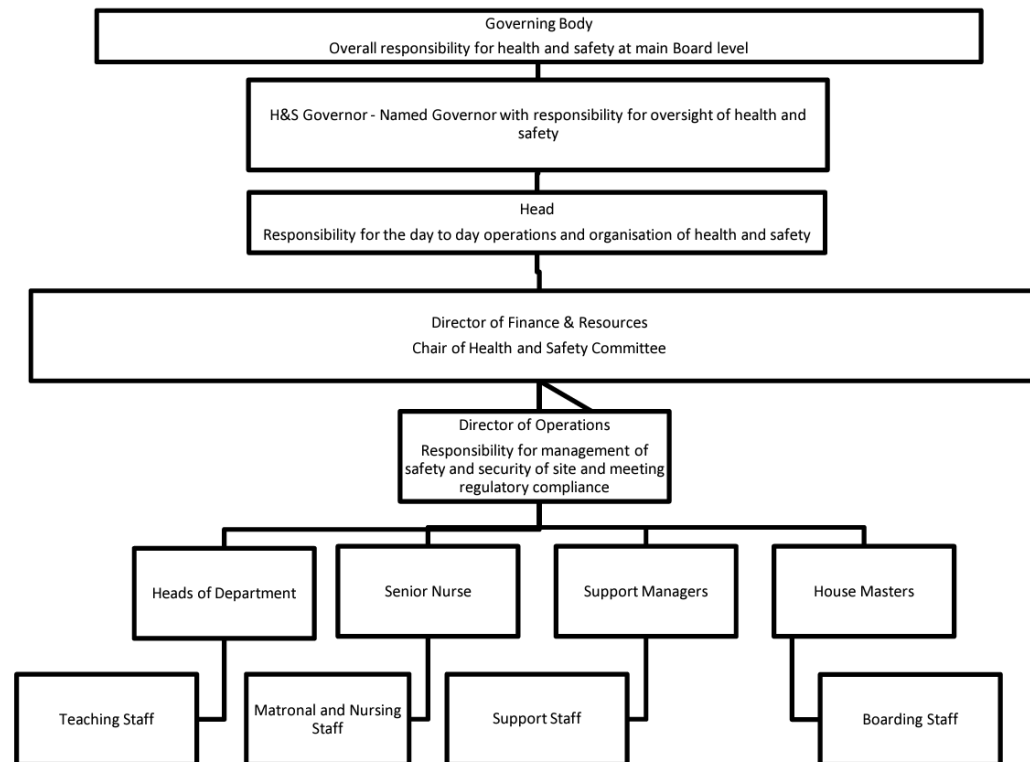 Governing Body
Overall responsibility for health and safety at main Board level
H&S Governor - Named Governor with responsibility for oversight of health and
safety
Head
Responsibility for the day to day operations and organisation of health and safety
Director of Finance & Resources
Chair of Health and Safety Committee
Director of Operations
Responsibility for management of
safety and security of site and meeting
regulatory compliance
Heads of Department
Senior Nurse
Support Managers
House Masters
Teaching Staff
Matronal and Nursing
Staff
Support Staff
Boarding Staff